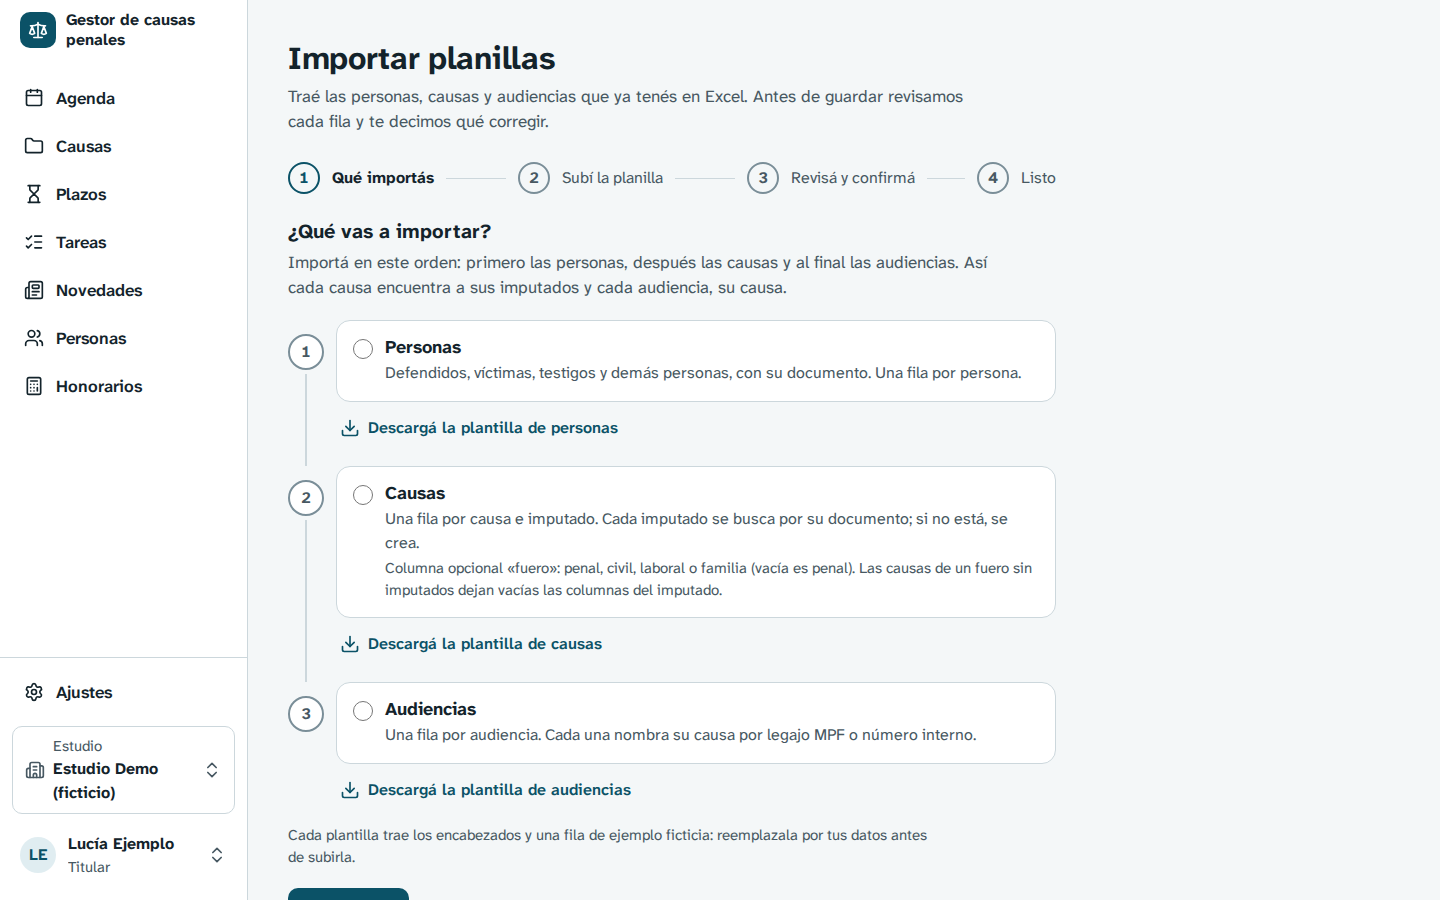 Gestor de causas
penales
Agenda
Causas
Plazos
Tareas
Novedades
Personas
Honorarios
Ajustes
Estudio
Estudio Demo
(ficticio)
LE
Lucía Ejemplo
Titular
Importar planillas
Traé las personas, causas y audiencias que ya tenés en Excel. Antes de guardar revisamos
cada fila y te decimos qué corregir.
1 Qué importás 2 Subí la planilla 3 Revisá y confirmá 4 Listo
¿Qué vas a importar?
Importá en este orden: primero las personas, después las causas y al final las audiencias. Así
cada causa encuentra a sus imputados y cada audiencia, su causa.
1 Personas
Defendidos, víctimas, testigos y demás personas, con su documento. Una fila por persona.
Descargá la plantilla de personas
2 Causas
Una fila por causa e imputado. Cada imputado se busca por su documento; si no está, se
crea.
Columna opcional «fuero»: penal, civil, laboral o familia (vacía es penal). Las causas de un fuero sin
imputados dejan vacías las columnas del imputado.
Descargá la plantilla de causas
3 Audiencias
Una fila por audiencia. Cada una nombra su causa por legajo MPF o número interno.
Descargá la plantilla de audiencias
Cada plantilla trae los encabezados y una fila de ejemplo ficticia: reemplazala por tus datos antes
de subirla.